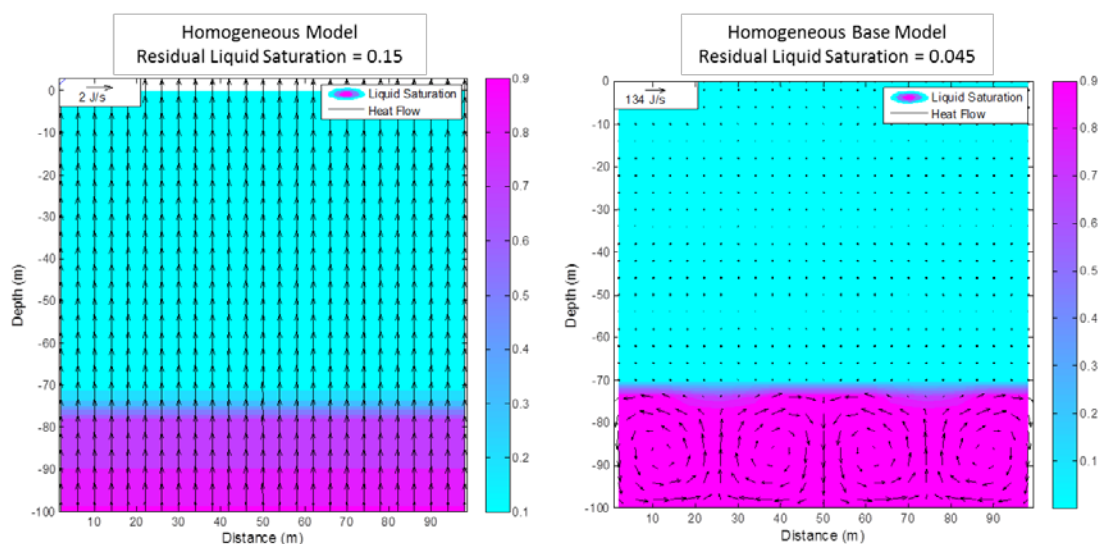 Homogeneous Model
Residual Liquid Saturation = 0.15
2 J/s
Liquid Saturation
Heat Flow
0
-10
-20
-30
-40
-50
-60
-70
-80
-90
-100
Depth (m)
10 20 30 40 50 60 70 80 90
Distance (m)
0.9
0.8
0.7
0.6
0.5
0.4
0.3
0.2
0.1
Homogeneous Base Model
Residual Liquid Saturation = 0.045
134 J/s
Liquid Saturation
Heat Flow
0
-10
-20
-30
-40
-50
-60
-70
-80
-90
-100
Depth (m)
10 20 30 40 50 60 70 80 90
Distance (m)
0.9
0.8
0.7
0.6
0.5
0.4
0.3
0.2
0.1